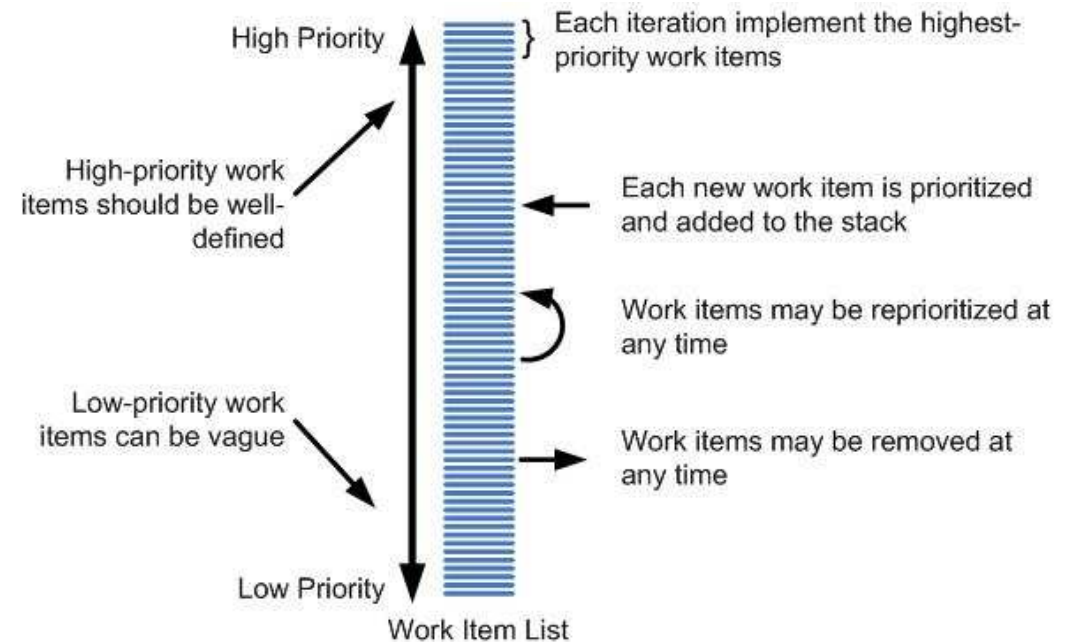 High Priority
Each iteration implement the highest-
priority work items
High-priority work
items should be well-
defined
Each new work item is prioritized
and added to the stack
Work items may be reprioritized at
any time
Low-priority work
items can be vague
Work items may be removed at
any time
Low Priority
Work Item List